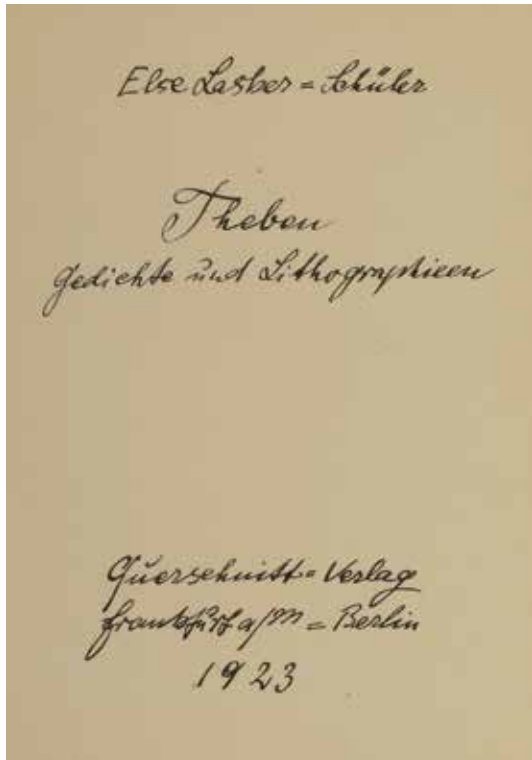 Else Lasker=Schüler
Theben
Gedichte und Lithographieen
Querschnitt=Verlag
Frankfurt a/M=Berlin
1923